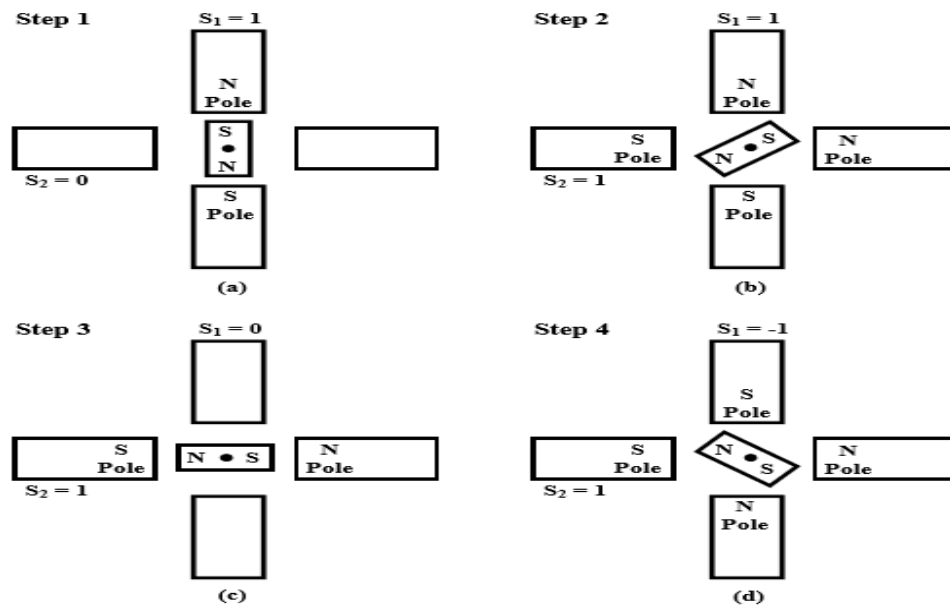 Step 1
S₁ = 1
N
Pole
S
N
S₂ = 0
S
Pole
(a)
Step 2
S₁ = 1
N
Pole
S
Pole
N
S
N
Pole
S₂ = 1
S
Pole
(b)
Step 3
S₁ = 0
S
Pole
N
S
N
Pole
S₂ = 1
(c)
Step 4
S₁ = -1
S
Pole
S
Pole
N
S
N
Pole
S₂ = 1
N
Pole
(d)